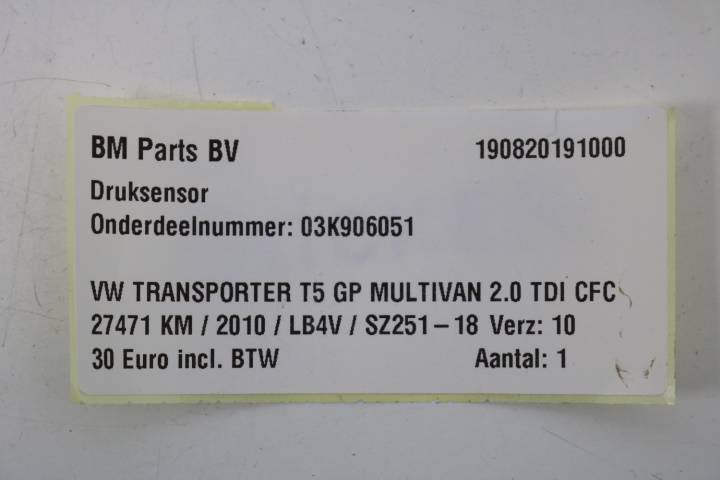 BM Parts BV 190820191000
Druksensor
Onderdeelnummer: 03K906051
VW TRANSPORTER T5 GP MULTIVAN 2.0 TDI CFC
27471 KM / 2010 / LB4V / SZ251-18 Verz: 10
30 Euro incl. BTW Aantal: 1